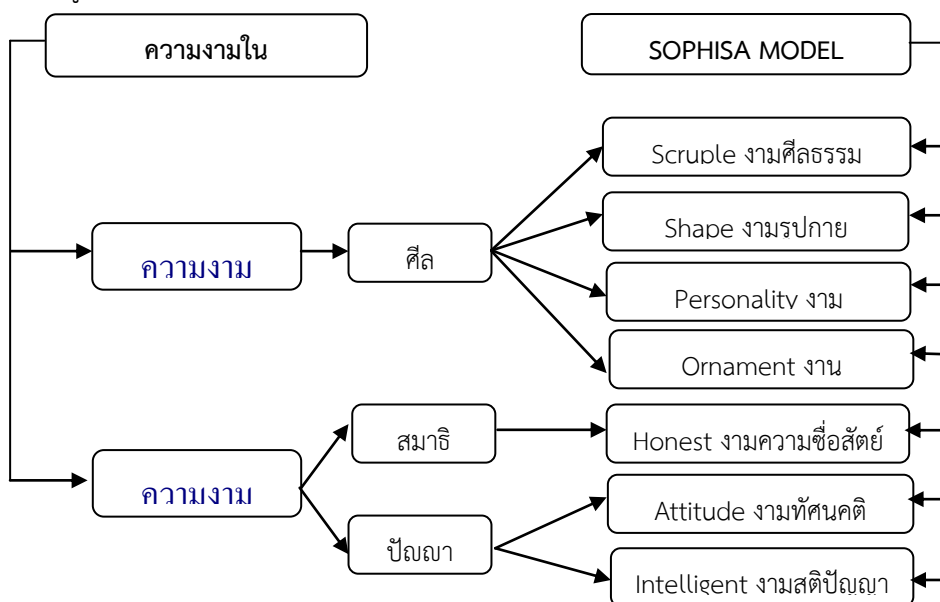 ความงามใน
SOPHISA MODEL
Scruple งามศีลธรรม
Shape งามรูปกาย
ความงาม
ศีล
Personality งาม
Ornament งาน
สมาธิ
Honest งามความซื่อสัตย์
ความงาม
Attitude งามทัศนคติ
ปัญญา
Intelligent งามสติปัญญา